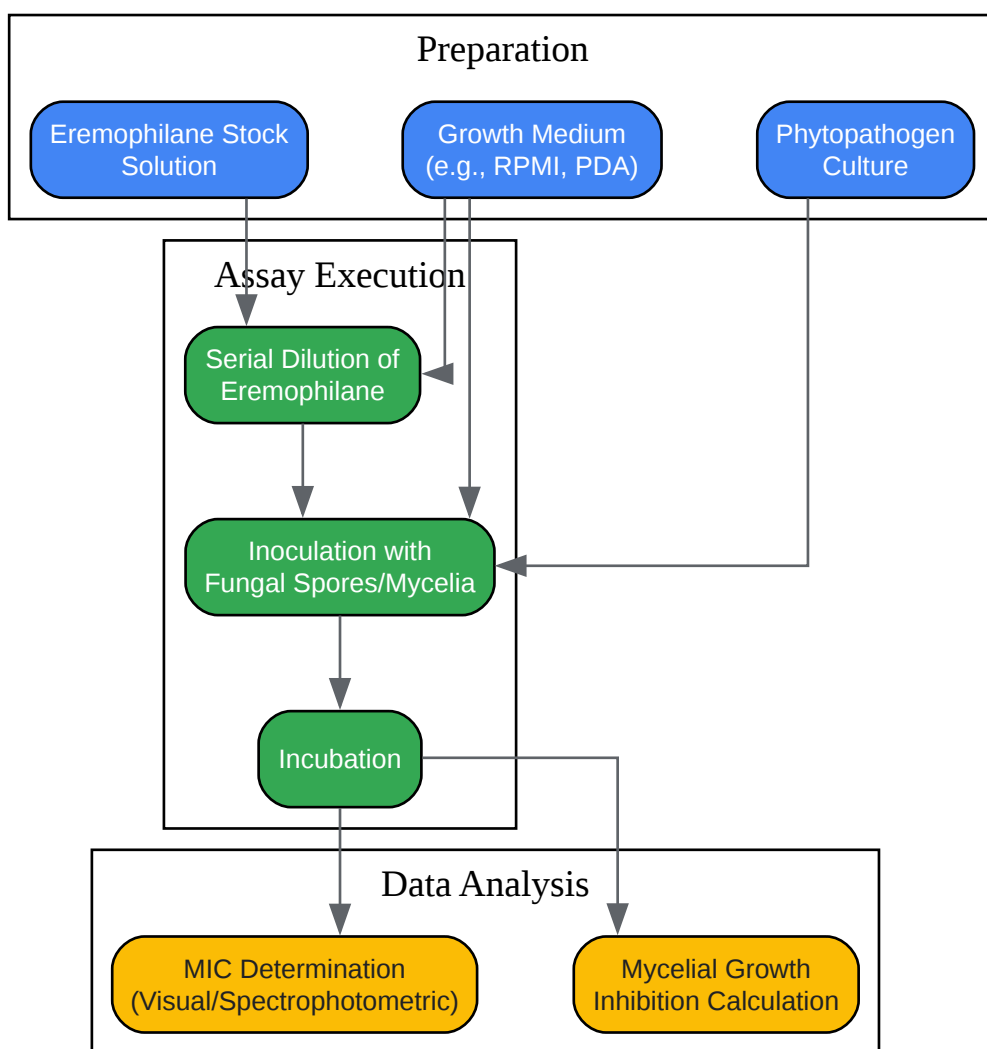 Preparation
Eremophilane Stock
Solution
Growth Medium
(e.g., RPMI, PDA)
Phytopathogen
Culture
Assay Execution
Serial Dilution of
Eremophilane
Inoculation with
Fungal Spores/Mycelia
Incubation
Data Analysis
MIC Determination
(Visual/Spectrophotometric)
Mycelial Growth
Inhibition Calculation